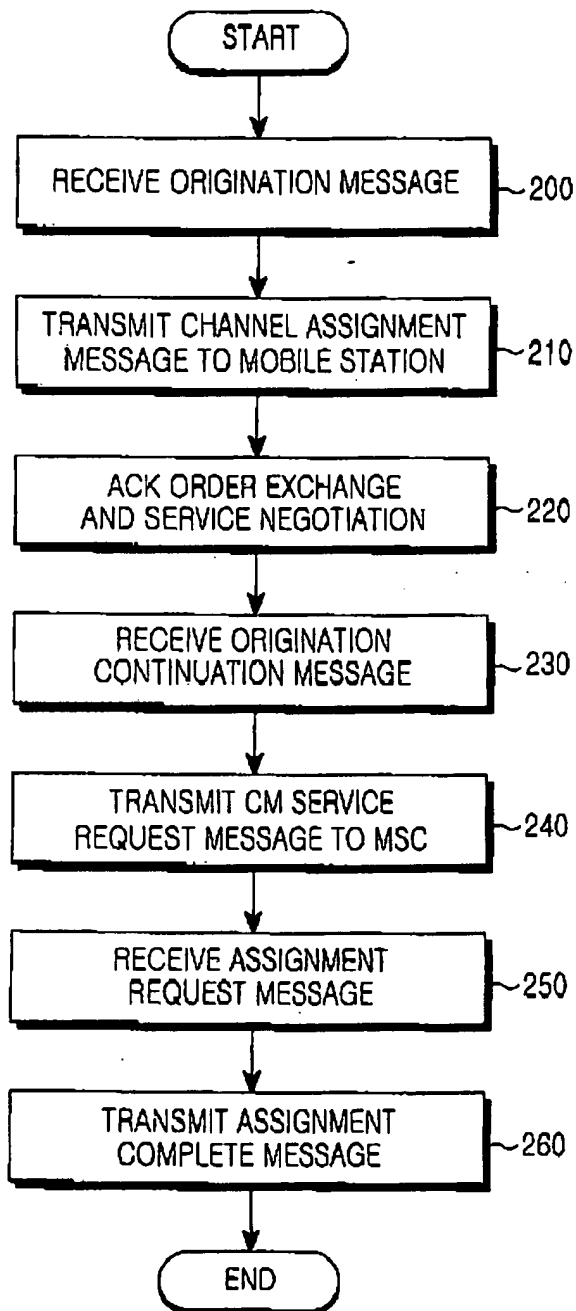 START
RECEIVE ORIGINATION MESSAGE
200
TRANSMIT CHANNEL ASSIGNMENT
MESSAGE TO MOBILE STATION
210
ACK ORDER EXCHANGE
AND SERVICE NEGOTIATION
220
RECEIVE ORIGINATION
CONTINUATION MESSAGE
230
TRANSMIT CM SERVICE
REQUEST MESSAGE TO MSC
240
RECEIVE ASSIGNMENT
REQUEST MESSAGE
250
TRANSMIT ASSIGNMENT
COMPLETE MESSAGE
260
END